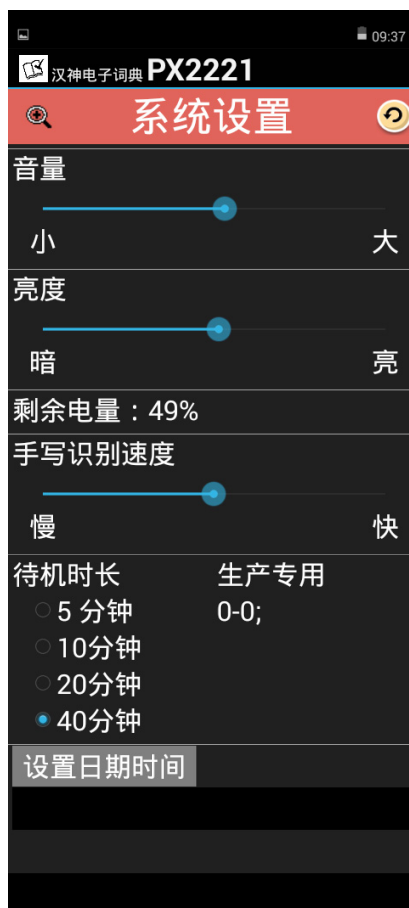 09:37
汉神电子词典 PX2221
系统设置
音量
小 大
亮度
暗 亮
剩余电量：49%
手写识别速度
慢 快
待机时长 生产专用
5 分钟 0-0;
10分钟
20分钟
40分钟
设置日期时间